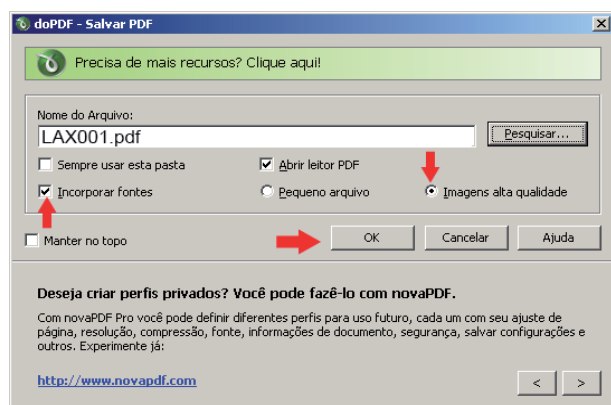 doPDF - Salvar PDF
Precisa de mais recursos? Clique aqui!
Nome do Arquivo:
LAX001.pdf
Pesquisar...
Sempre usar esta pasta
Abrir leitor PDF
Incorporar fontes
Pequeno arquivo
Imagens alta qualidade
Manter no topo
OK
Cancelar
Ajuda
Deseja criar perfis privados? Você pode fazê-lo com novaPDF.
Com novaPDF Pro você pode definir diferentes perfis para uso futuro, cada um com seu ajuste de
página, resolução, compressão, fonte, informações de documento, segurança, salvar configurações e
outros. Experimente já:
http://www.novapdf.com
< >